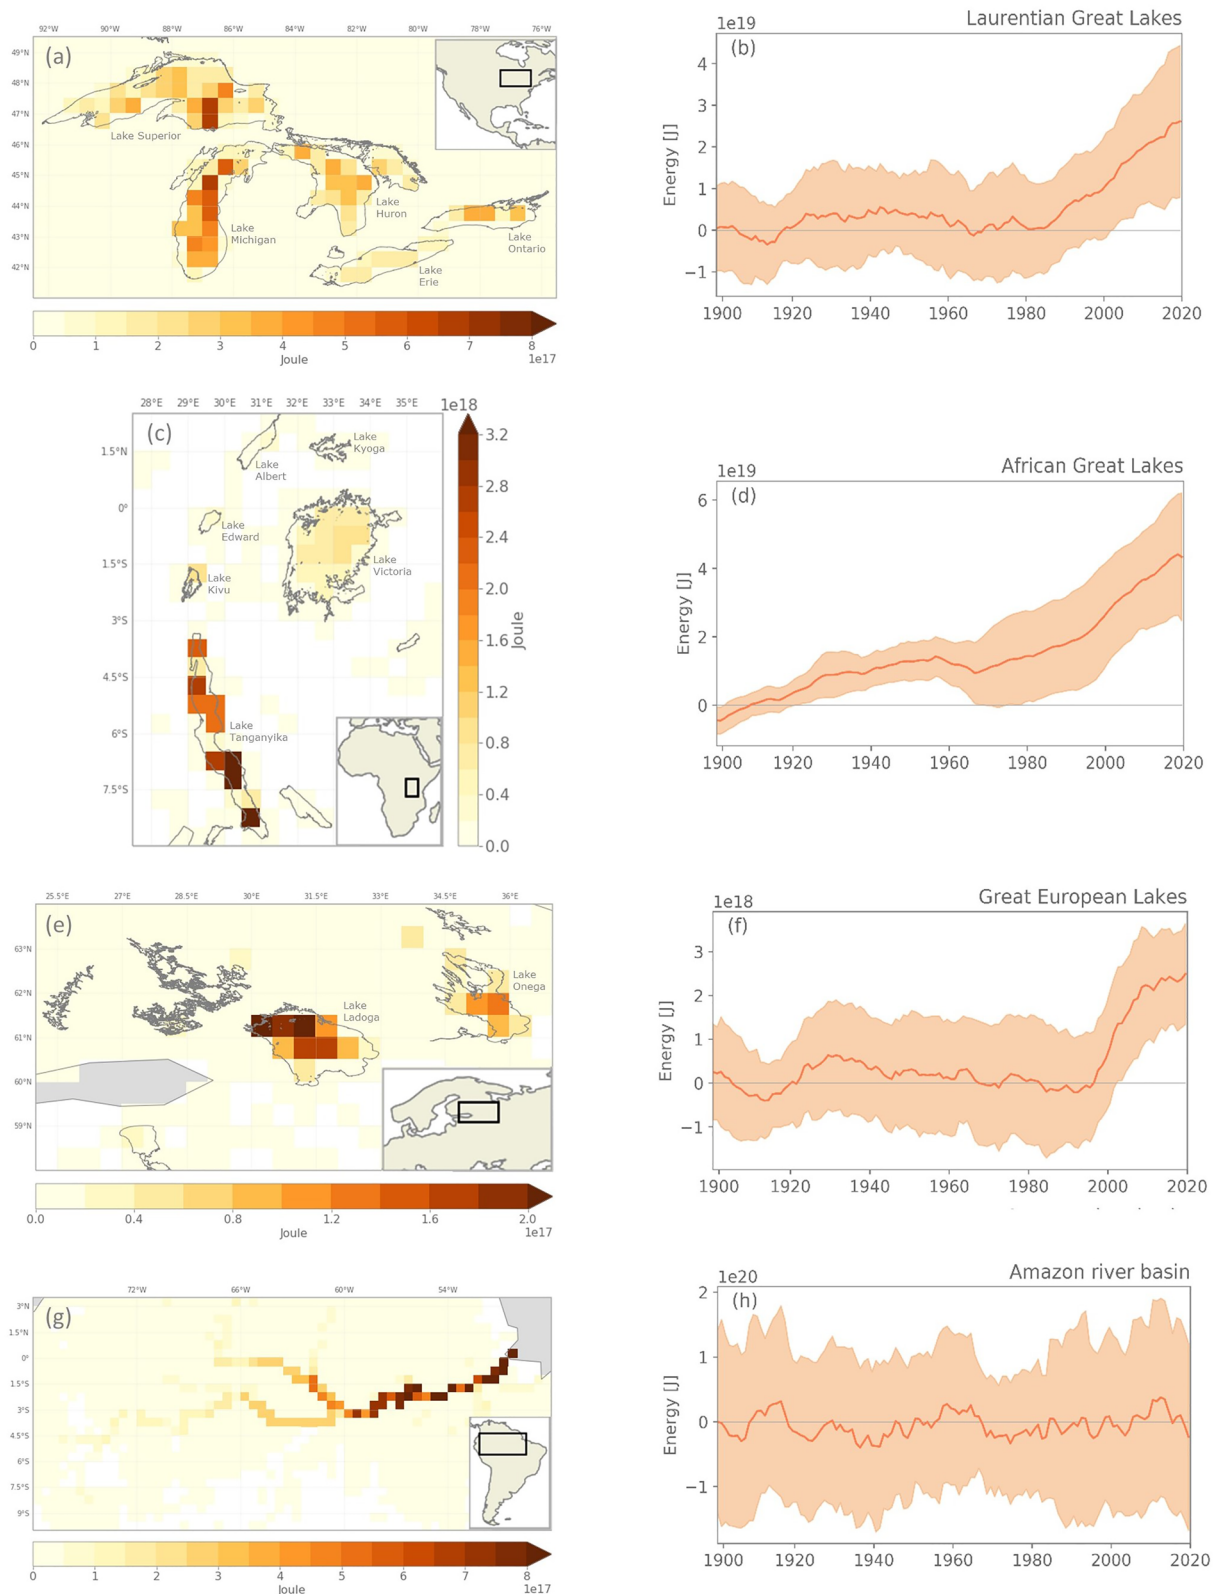 Laurentian Great Lakes
92°W 90°W 88°W 86°W 84°W 82°W 80°W 78°W 76°W
1e19
(a)
(b)
49°N
48°N
47°N
46°N
45°N
44°N
43°N
42°N
Lake Superior
Lake
Michigan
Lake
Huron
Lake
Ontario
Lake
Erie
0 1 2 3 4 5 6 7 8
Joule
1e17
Energy [J]
4
3
2
1
0
−1
1900 1920 1940 1960 1980 2000 2020
28°E 29°E 30°E 31°E 32°E 33°E 34°E 35°E
1e18
(c)
1.5°N
0°
1.5°S
3°S
4.5°S
6°S
7.5°S
Lake
Kyoga
Lake
Albert
Lake
Edward
Lake
Victoria
Lake
Kivu
Lake
Tanganyika
3.2
2.8
2.4
2.0
1.6
1.2
0.8
0.4
0.0
Joule
African Great Lakes
1e19
(d)
Energy [J]
6
4
2
0
1900 1920 1940 1960 1980 2000 2020
25.5°E 27°E 28.5°E 30°E 31.5°E 33°E 34.5°E 36°E
(e)
63°N
62°N
61°N
60°N
59°N
Lake
Onega
Lake
Ladoga
0.0 0.4 0.8 1.2 1.6 2.0
Joule
1e17
Great European Lakes
1e18
(f)
Energy [J]
3
2
1
0
−1
1900 1920 1940 1960 1980 2000 2020
72°W 66°W 60°W 54°W
(g)
3°N
1.5°N
0°
1.5°S
3°S
4.5°S
6°S
7.5°S
9°S
0 1 2 3 4 5 6 7 8
Joule
1e17
Amazon river basin
1e20
(h)
Energy [J]
2
1
0
−1
1900 1920 1940 1960 1980 2000 2020